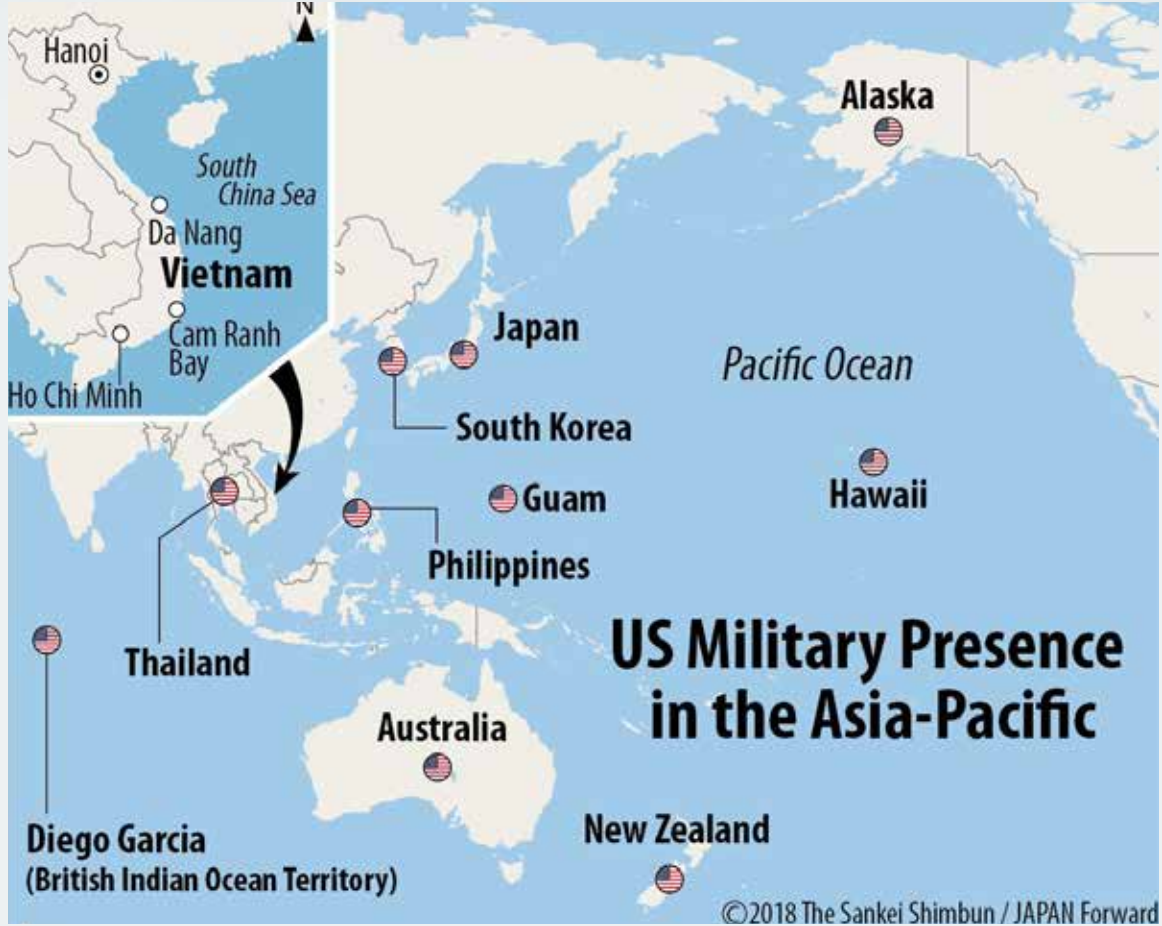 N
Hanoi
South
China Sea
Da Nang
Vietnam
Cam Ranh
Bay
Ho Chi Minh
Alaska
Japan
Pacific Ocean
South Korea
Hawaii
Guam
Philippines
Thailand
US Military Presence
in the Asia-Pacific
Australia
New Zealand
Diego Garcia
(British Indian Ocean Territory)
©2018 The Sankei Shimbun / JAPAN Forward